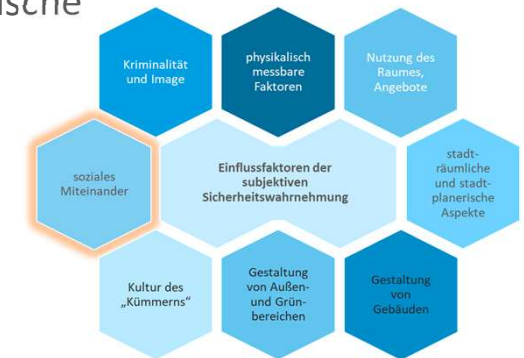 Kriminalität
und Image
physikalisch
messbare
Faktoren
Nutzung des
Raumes,
Angebote
soziales
Miteinander
Einflussfaktoren der
subjektiven
Sicherheitswahrnehmung
stadt-
räumliche
und stadt-
planerische
Aspekte
Kultur des
„Kümmerns“
Gestaltung
von Außen-
und Grün-
bereichen
Gestaltung
von
Gebäuden